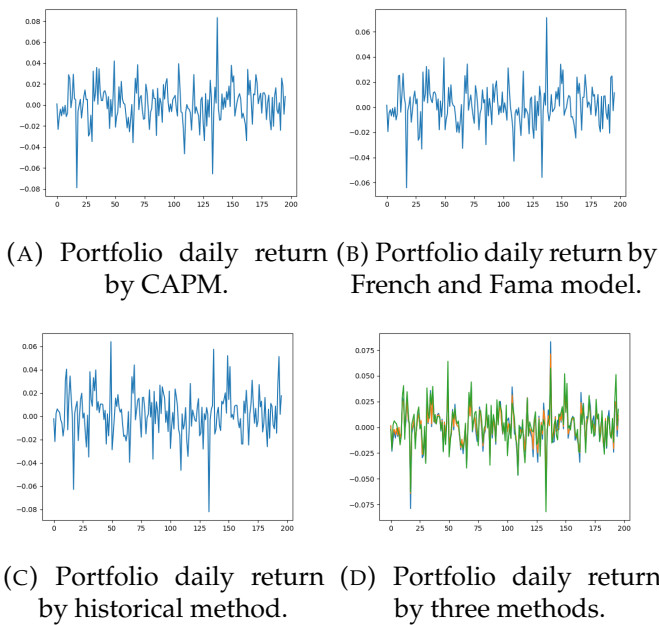 0.08
0.06
0.04
0.02
0.00
−0.02
−0.04
−0.06
−0.08
0 25 50 75 100 125 150 175 200
0.06
0.04
0.02
0.00
−0.02
−0.04
−0.06
0 25 50 75 100 125 150 175 200
(A) Portfolio daily return
by CAPM.
(B) Portfolio daily return by
French and Fama model.
0.06
0.04
0.02
0.00
−0.02
−0.04
−0.06
−0.08
0 25 50 75 100 125 150 175 200
0.075
0.050
0.025
0.000
−0.025
−0.050
−0.075
0 25 50 75 100 125 150 175 200
(C) Portfolio daily return
by historical method.
(D) Portfolio daily return
by three methods.